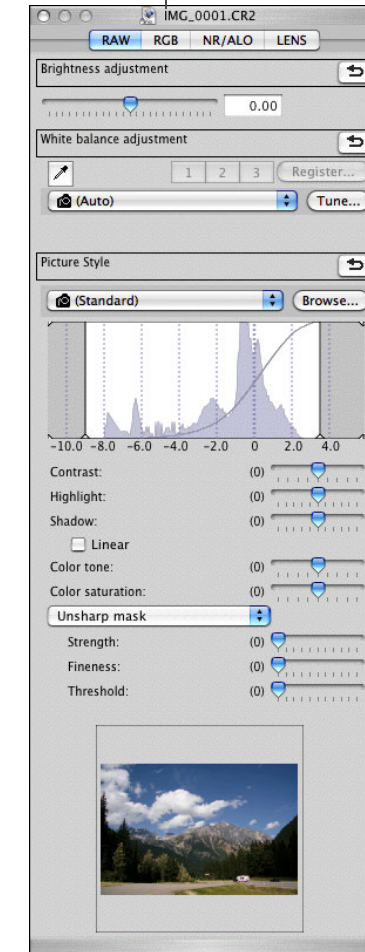 IMG_0001.CR2
RAW RGB NR/ALO LENS
Brightness adjustment
0.00
White balance adjustment
1 2 3 Register...
(Auto) Tune...
Picture Style
(Standard) Browse...
-10.0 -8.0 -6.0 -4.0 -2.0 0 2.0 4.0
Contrast: (0)
Highlight: (0)
Shadow: (0)
Linear
Color tone: (0)
Color saturation: (0)
Unsharp mask
Strength: (0)
Fineness: (0)
Threshold: (0)